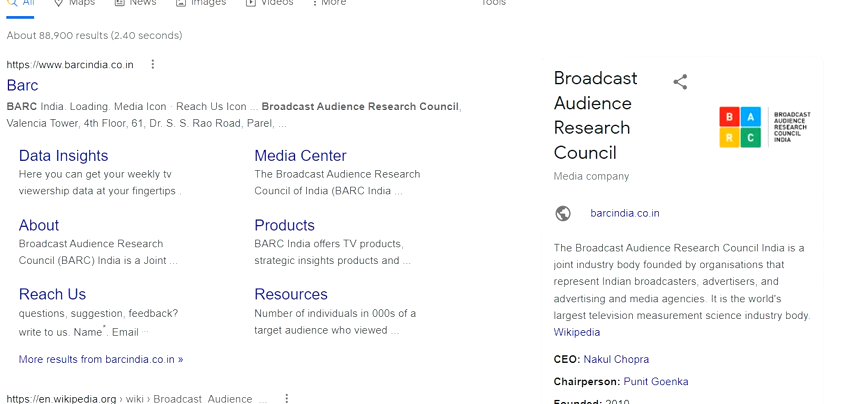 All Maps News Images Videos More Tools
About 88,900 results (2.40 seconds)
https://www.barcindia.co.in
Barc
BARC India. Loading. Media Icon · Reach Us Icon ... Broadcast Audience Research Council,
Valencia Tower, 4th Floor, 61, Dr. S. S. Rao Road, Parel, ...
Data Insights
Here you can get your weekly tv
viewership data at your fingertips .
Media Center
The Broadcast Audience Research
Council of India (BARC India ...
About
Broadcast Audience Research
Council (BARC) India is a Joint ...
Products
BARC India offers TV products,
strategic insights products and ...
Reach Us
questions, suggestion, feedback?
write to us. Name*. Email ...
Resources
Number of individuals in 000s of a
target audience who viewed ...
More results from barcindia.co.in »
https://en.wikipedia.org › wiki › Broadcast_Audience_...
Broadcast
Audience
Research
Council
Media company
B A
R C
BROADCAST
AUDIENCE
RESEARCH
COUNCIL
INDIA
barcindia.co.in
The Broadcast Audience Research Council India is a
joint industry body founded by organisations that
represent Indian broadcasters, advertisers, and
advertising and media agencies. It is the world's
largest television measurement science industry body.
Wikipedia
CEO: Nakul Chopra
Chairperson: Punit Goenka
Founded: 2010